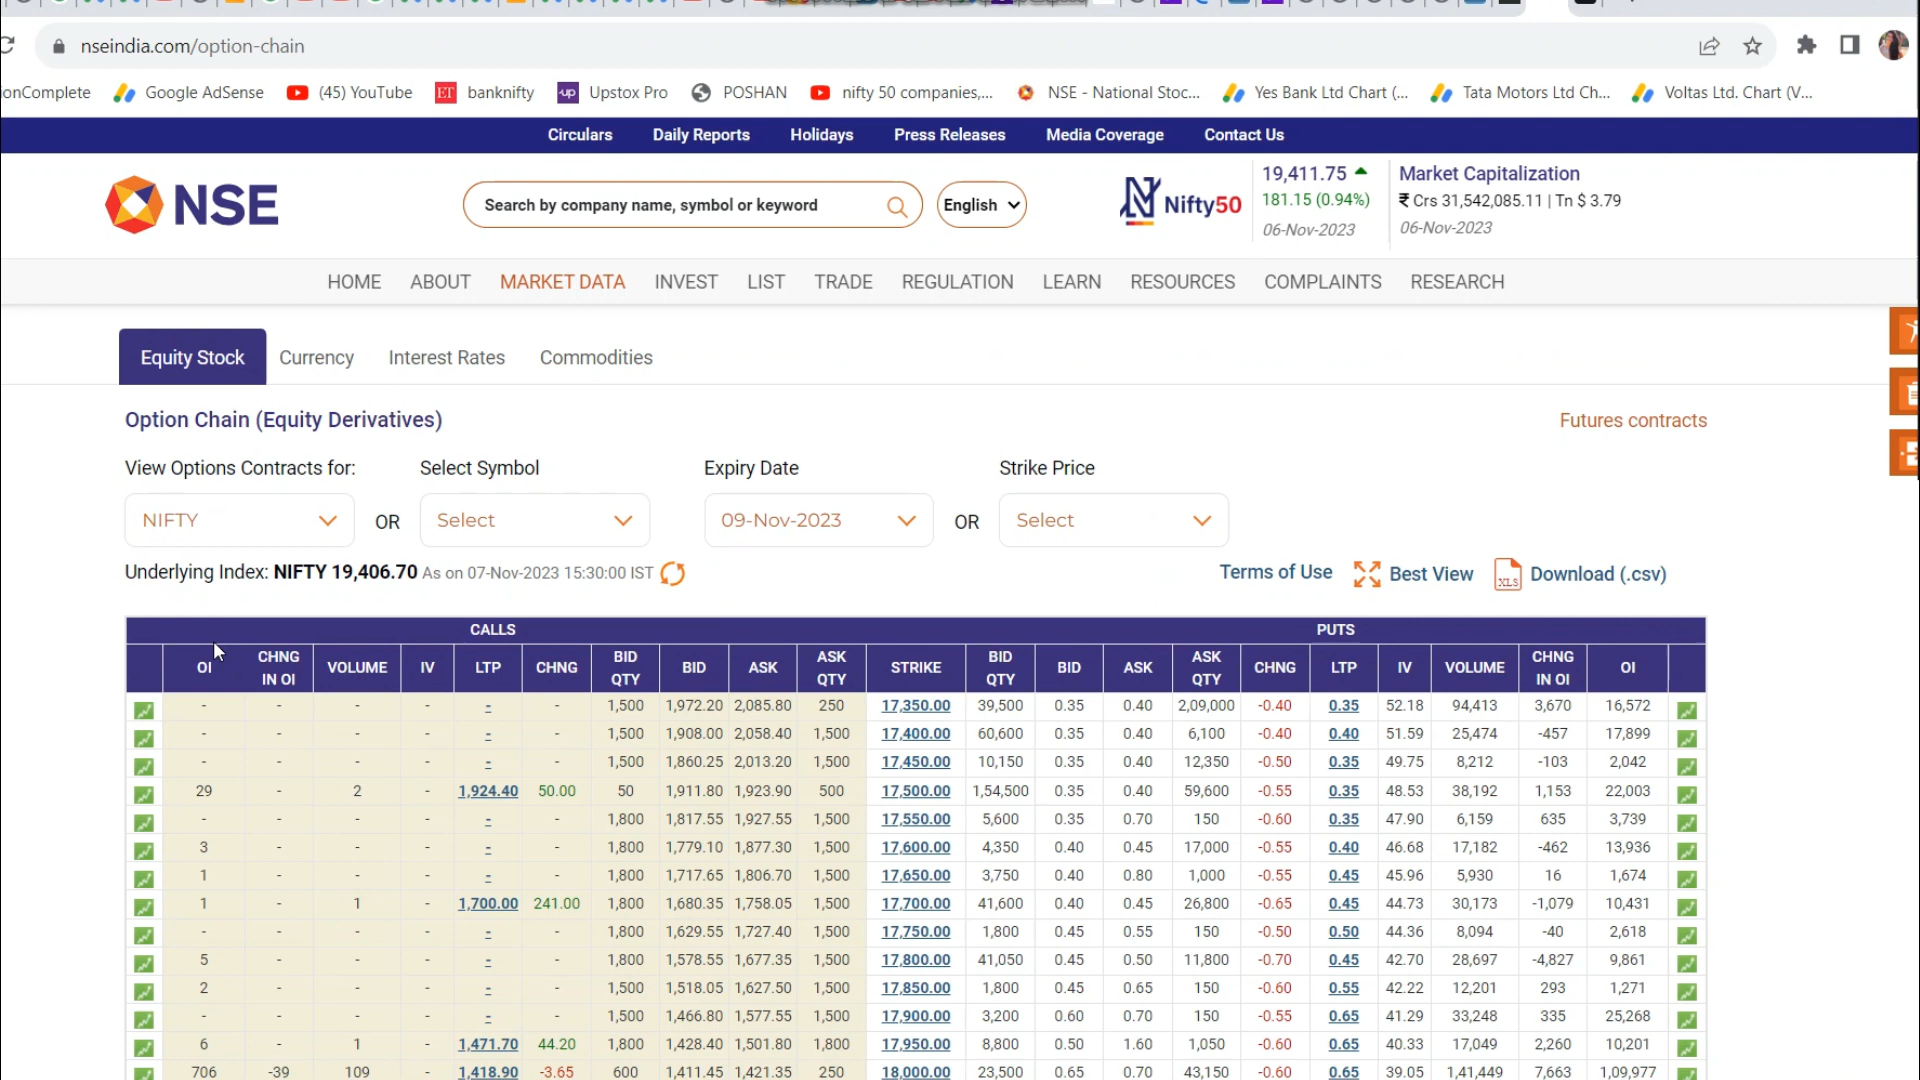 nseindia.com/option-chain
ionComplete Google AdSense (45) YouTube ET banknifty up Upstox Pro POSHAN nifty 50 companies,... NSE - National Stoc... Yes Bank Ltd Chart (... Tata Motors Ltd Ch... Voltas Ltd. Chart (V...
Circulars Daily Reports Holidays Press Releases Media Coverage Contact Us
NSE
Search by company name, symbol or keyword
English
Nifty50
19,411.75
181.15 (0.94%)
06-Nov-2023
Market Capitalization
₹ Crs 31,542,085.11 | Tn $ 3.79
06-Nov-2023
HOME ABOUT MARKET DATA INVEST LIST TRADE REGULATION LEARN RESOURCES COMPLAINTS RESEARCH
Equity Stock Currency Interest Rates Commodities
Option Chain (Equity Derivatives) Futures contracts
View Options Contracts for: Select Symbol Expiry Date Strike Price
NIFTY OR Select 09-Nov-2023 OR Select
Underlying Index: NIFTY 19,406.70 As on 07-Nov-2023 15:30:00 IST Terms of Use Best View XLS Download (.csv)
CALLS PUTS
OI CHNG IN OI VOLUME IV LTP CHNG BID QTY BID ASK ASK QTY STRIKE BID QTY BID ASK ASK QTY CHNG LTP IV VOLUME CHNG IN OI OI
- - - - - - 1,500 1,972.20 2,085.80 250 17,350.00 39,500 0.35 0.40 2,09,000 -0.40 0.35 52.18 94,413 3,670 16,572
- - - - - - 1,500 1,908.00 2,058.40 1,500 17,400.00 60,600 0.35 0.40 6,100 -0.40 0.40 51.59 25,474 -457 17,899
- - - - - - 1,500 1,860.25 2,013.20 1,500 17,450.00 10,150 0.35 0.40 12,350 -0.50 0.35 49.75 8,212 -103 2,042
29 - 2 - 1,924.40 50.00 50 1,911.80 1,923.90 500 17,500.00 1,54,500 0.35 0.40 59,600 -0.55 0.35 48.53 38,192 1,153 22,003
- - - - - - 1,800 1,817.55 1,927.55 1,500 17,550.00 5,600 0.35 0.70 150 -0.60 0.35 47.90 6,159 635 3,739
3 - - - - - 1,800 1,779.10 1,877.30 1,500 17,600.00 4,350 0.40 0.45 17,000 -0.55 0.40 46.68 17,182 -462 13,936
1 - - - - - 1,800 1,717.65 1,806.70 1,500 17,650.00 3,750 0.40 0.80 1,000 -0.55 0.45 45.96 5,930 16 1,674
1 - 1 - 1,700.00 241.00 1,800 1,680.35 1,758.05 1,500 17,700.00 41,600 0.40 0.45 26,800 -0.65 0.45 44.73 30,173 -1,079 10,431
- - - - - - 1,800 1,629.55 1,727.40 1,500 17,750.00 1,800 0.45 0.55 150 -0.50 0.50 44.36 8,094 -40 2,618
5 - - - - - 1,800 1,578.55 1,677.35 1,500 17,800.00 41,050 0.45 0.50 11,800 -0.70 0.45 42.70 28,697 -4,827 9,861
2 - - - - - 1,500 1,518.05 1,627.50 1,500 17,850.00 1,800 0.45 0.65 150 -0.60 0.55 42.22 12,201 293 1,271
- - - - - - 1,500 1,466.80 1,577.55 1,500 17,900.00 3,200 0.60 0.70 150 -0.55 0.65 41.29 33,248 335 25,268
6 - 1 - 1,471.70 44.20 1,800 1,428.40 1,501.80 1,800 17,950.00 8,800 0.50 1.60 1,050 -0.60 0.65 40.33 17,049 2,260 10,201
706 -39 109 - 1,418.90 -3.65 600 1,411.45 1,421.35 250 18,000.00 23,500 0.65 0.70 43,150 -0.60 0.65 39.05 1,41,449 7,663 1,09,977